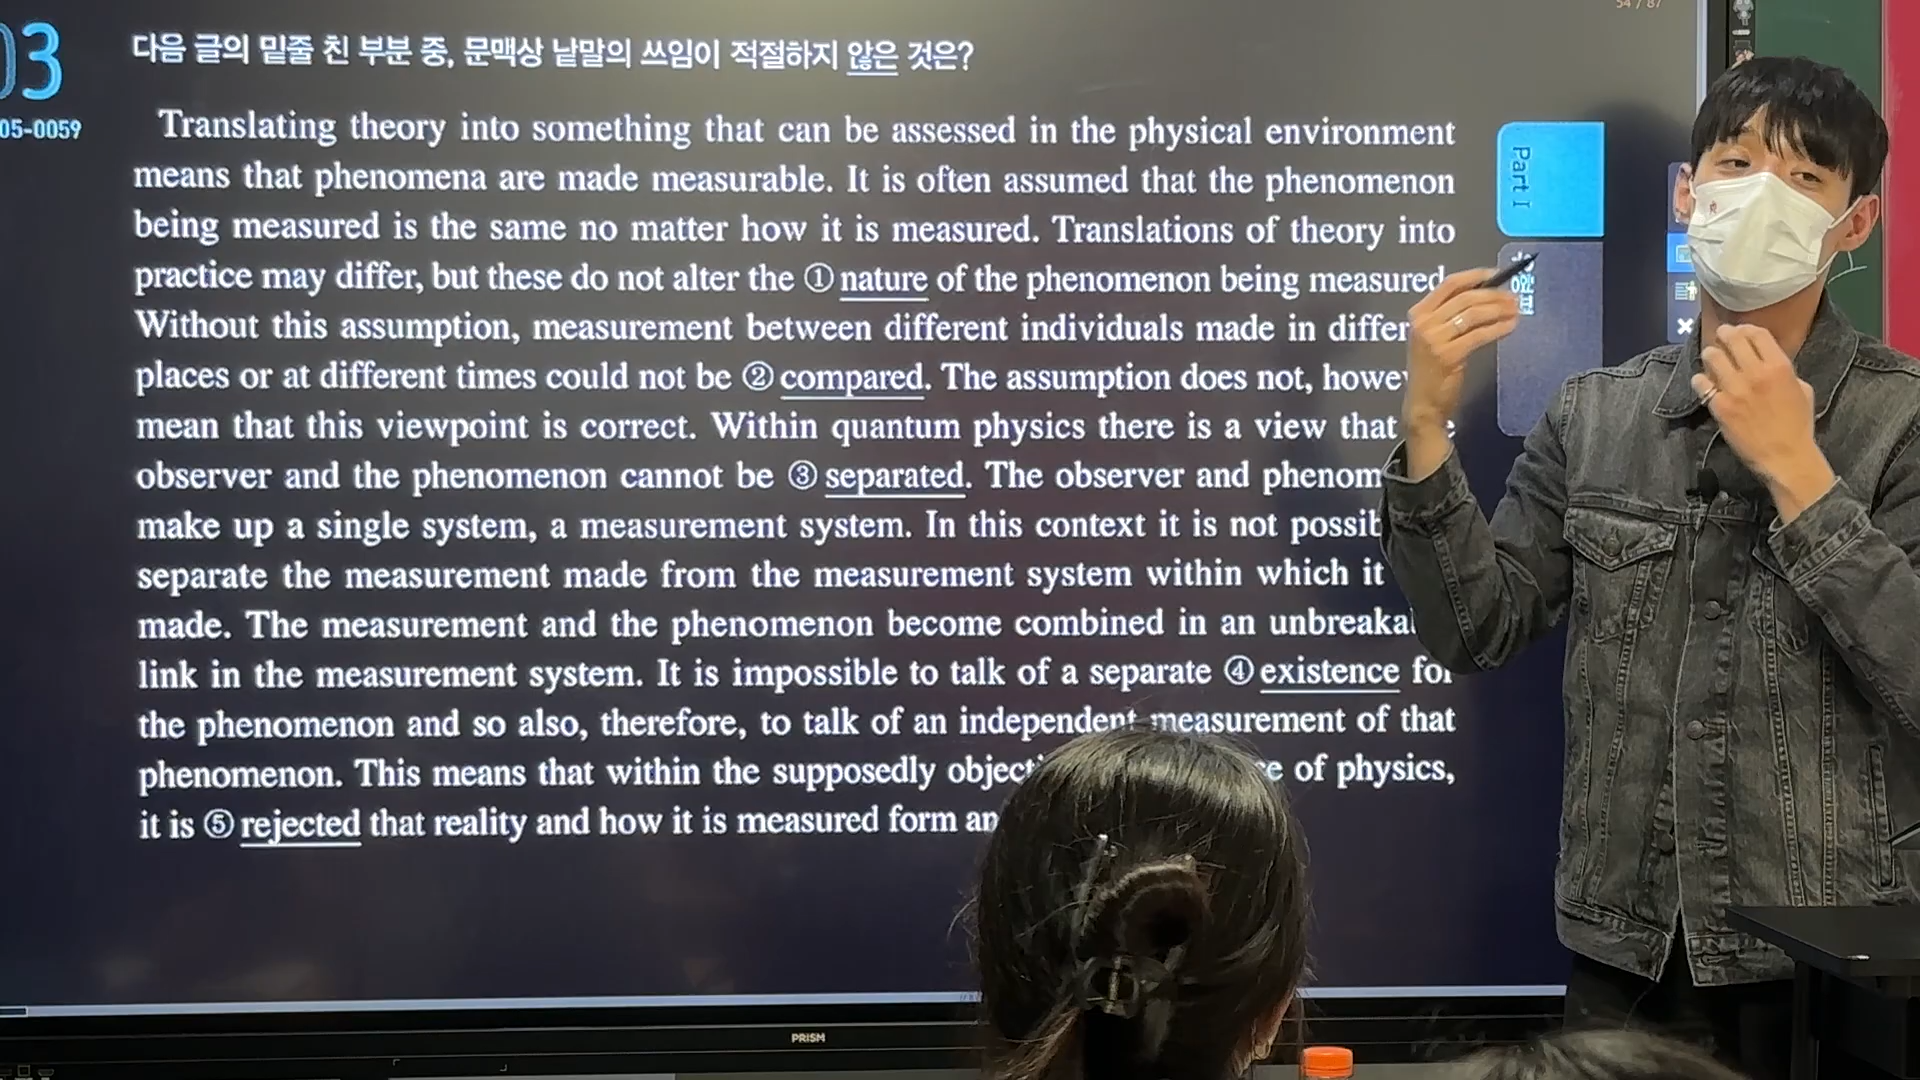 54 / 87
03
05-0059
다음 글의 밑줄 친 부분 중, 문맥상 낱말의 쓰임이 적절하지 않은 것은?
Translating theory into something that can be assessed in the physical environment
means that phenomena are made measurable. It is often assumed that the phenomenon
being measured is the same no matter how it is measured. Translations of theory into
practice may differ, but these do not alter the ① nature of the phenomenon being measured.
Without this assumption, measurement between different individuals made in differ
places or at different times could not be ② compared. The assumption does not, howev
mean that this viewpoint is correct. Within quantum physics there is a view that
observer and the phenomenon cannot be ③ separated. The observer and phenom
make up a single system, a measurement system. In this context it is not possib
separate the measurement made from the measurement system within which it
made. The measurement and the phenomenon become combined in an unbreakal
link in the measurement system. It is impossible to talk of a separate ④ existence for
the phenomenon and so also, therefore, to talk of an independent measurement of that
phenomenon. This means that within the supposedly objecti of physics,
it is ⑤ rejected that reality and how it is measured form an
Part I
PRISM